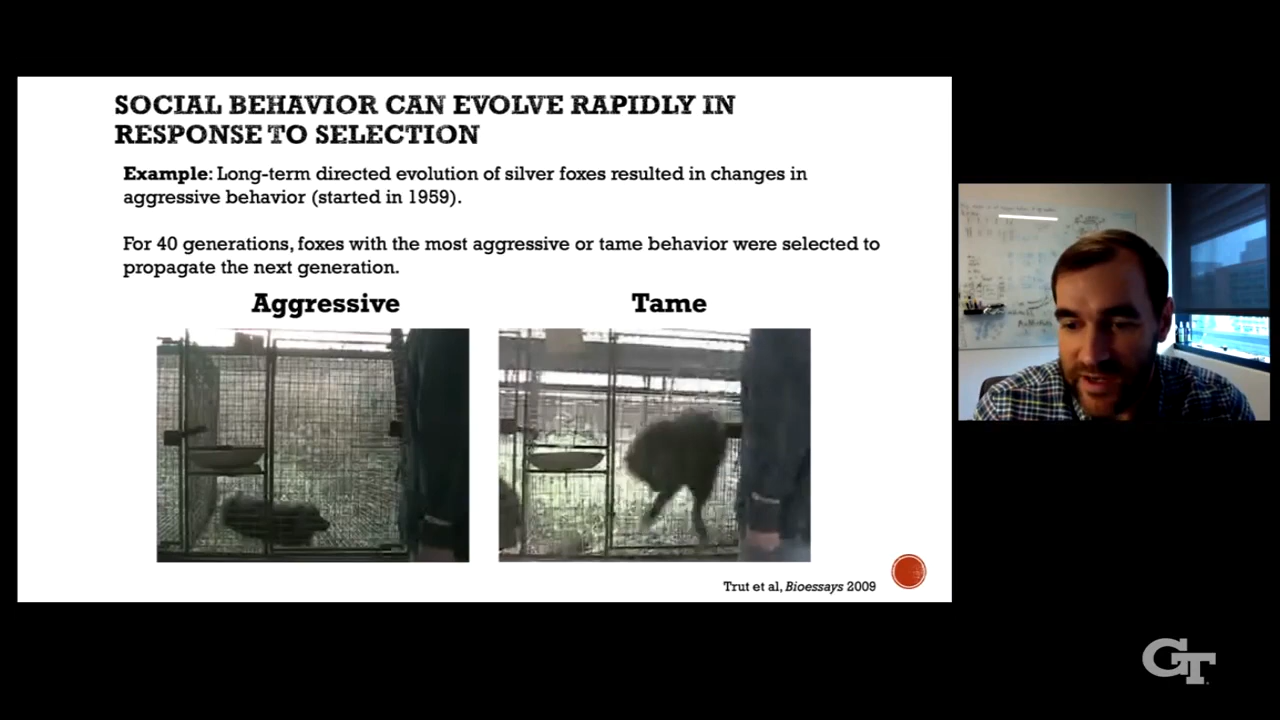 SOCIAL BEHAVIOR CAN EVOLVE RAPIDLY IN
RESPONSE TO SELECTION
Example: Long-term directed evolution of silver foxes resulted in changes in
aggressive behavior (started in 1959).
For 40 generations, foxes with the most aggressive or tame behavior were selected to
propagate the next generation.
Aggressive
Tame
Trut et al, Bioessays 2009
GT